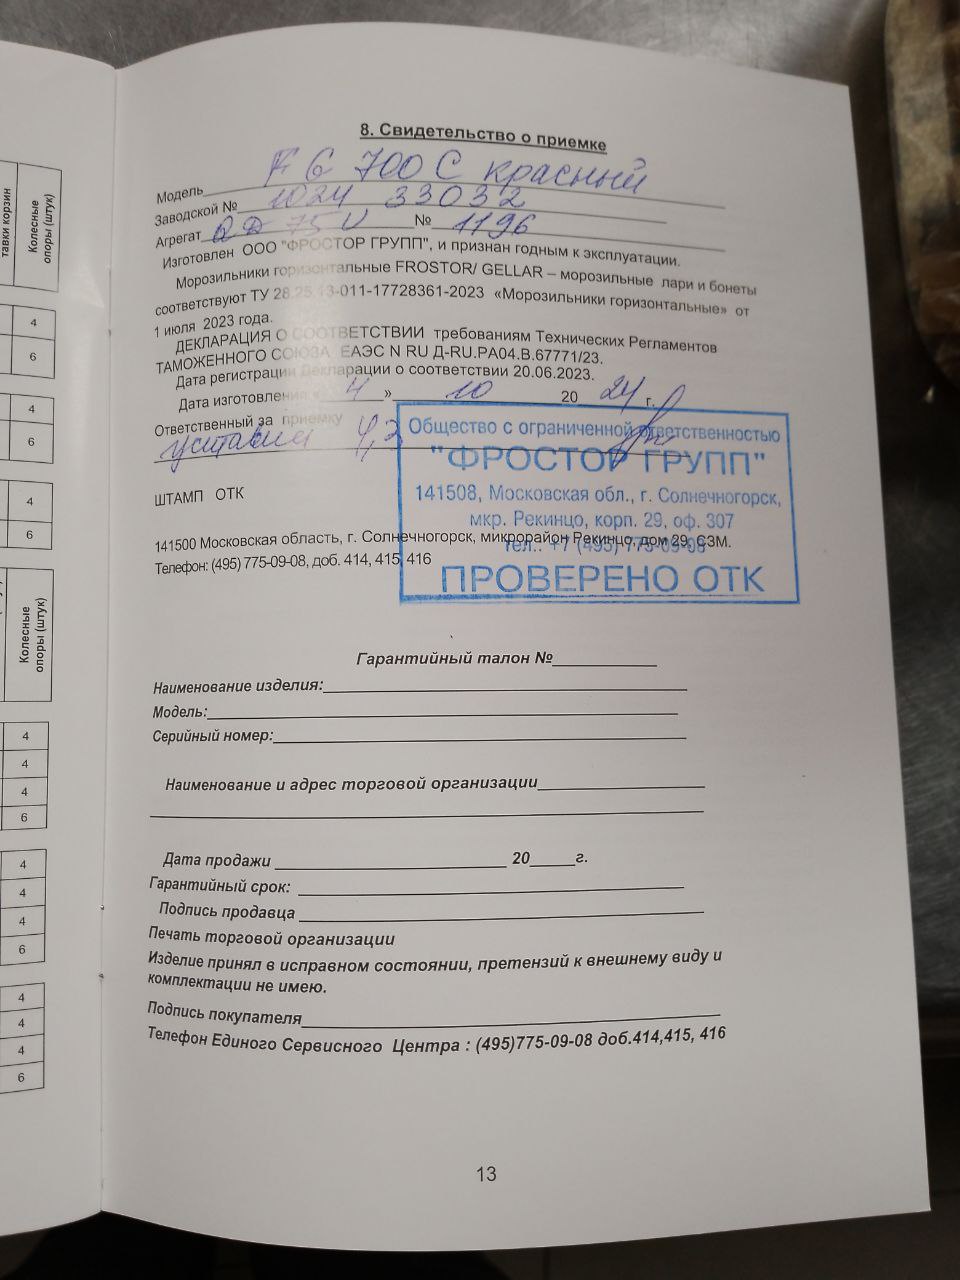 тавки корзин
Колесные
опоры (штук)
4
6
4
6
4
6
Колесные
опоры (штук)
4
4
4
6
4
4
4
6
4
4
4
6
8. Свидетельство о приемке
Модель F G 700 C красный
Заводской № 1024 33032
Агрегат QD 75 U № 1196
Изготовлен ООО "ФРОСТОР ГРУПП", и признан годным к эксплуатации.
Морозильники горизонтальные FROSTOR/ GELLAR – морозильные лари и бонеты
соответствуют ТУ 28.25.13-011-17728361-2023 «Морозильники горизонтальные» от
1 июля 2023 года.
ДЕКЛАРАЦИЯ О СООТВЕТСТВИИ требованиям Технических Регламентов
ТАМОЖЕННОГО СОЮЗА ЕАЭС N RU Д-RU.РА04.В.67771/23.
Дата регистрации Декларации о соответствии 20.06.2023.
Дата изготовления « 4 » 10 20 24 г.
Ответственный за приемку
ШТАМП ОТК
Общество с ограниченной ответственностью
"ФРОСТОР ГРУПП"
141508, Московская обл., г. Солнечногорск,
мкр. Рекинцо, корп. 29, оф. 307
тел.: +7 (495) 775-09-08
ПРОВЕРЕНО ОТК
141500 Московская область, г. Солнечногорск, микрорайон Рекинцо, дом 29, СЗМ.
Телефон: (495) 775-09-08, доб. 414, 415, 416
Гарантийный талон №
Наименование изделия:
Модель:
Серийный номер:
Наименование и адрес торговой организации
Дата продажи 20 г.
Гарантийный срок:
Подпись продавца
Печать торговой организации
Изделие принял в исправном состоянии, претензий к внешнему виду и
комплектации не имею.
Подпись покупателя
Телефон Единого Сервисного Центра : (495)775-09-08 доб.414,415, 416
13